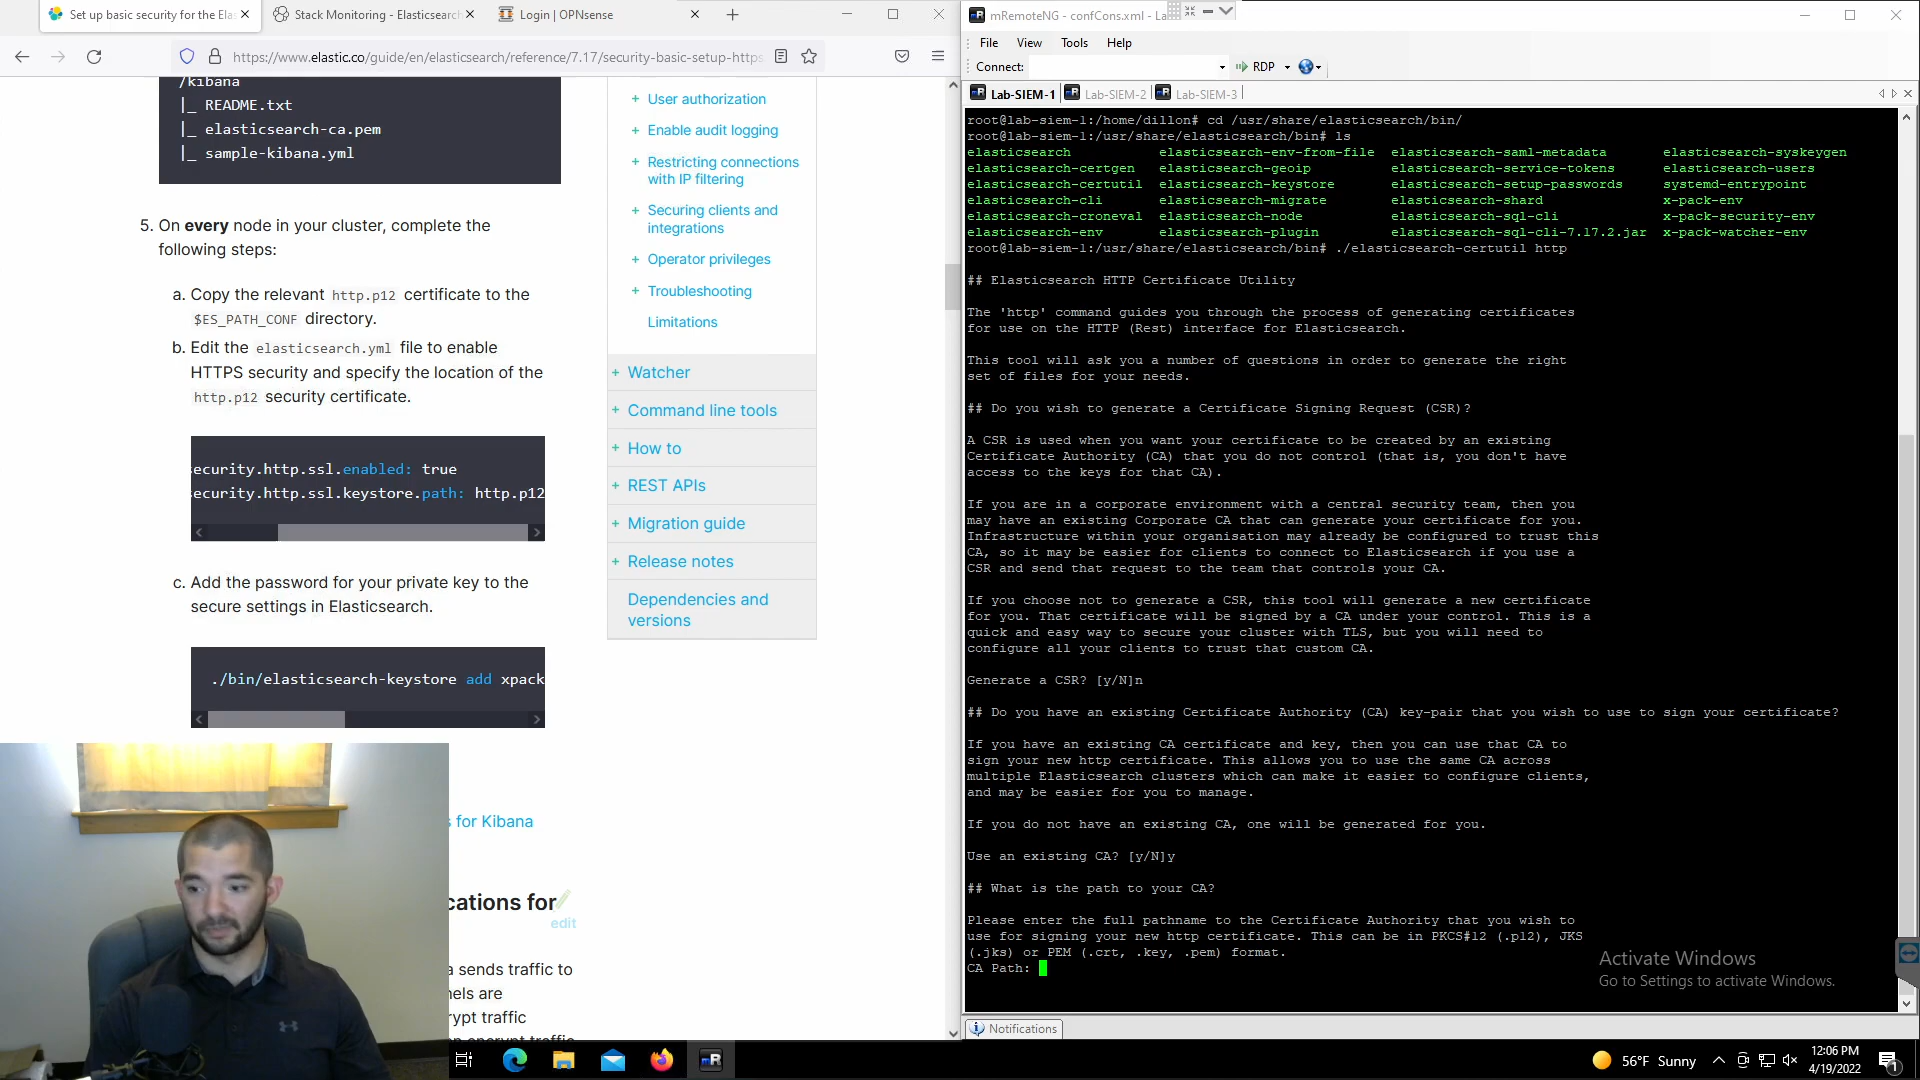 Set up basic security for the Ela
Stack Monitoring - Elasticsearch
Login | OPNsense
https://www.elastic.co/guide/en/elasticsearch/reference/7.17/security-basic-setup-https
/kibana
|_ README.txt
|_ elasticsearch-ca.pem
|_ sample-kibana.yml
5. On every node in your cluster, complete the
following steps:
a. Copy the relevant http.p12 certificate to the
$ES_PATH_CONF directory.
b. Edit the elasticsearch.yml file to enable
HTTPS security and specify the location of the
http.p12 security certificate.
security.http.ssl.enabled: true
security.http.ssl.keystore.path: http.p12
c. Add the password for your private key to the
secure settings in Elasticsearch.
./bin/elasticsearch-keystore add xpack
s for Kibana
cations for
edit
a sends traffic to
nels are
rypt traffic
+ User authorization
+ Enable audit logging
+ Restricting connections
with IP filtering
+ Securing clients and
integrations
+ Operator privileges
+ Troubleshooting
Limitations
+ Watcher
+ Command line tools
+ How to
+ REST APIs
+ Migration guide
+ Release notes
Dependencies and
versions
mRemoteNG - confCons.xml - La
File View Tools Help
Connect: RDP
Lab-SIEM-1 Lab-SIEM-2 Lab-SIEM-3
root@lab-siem-1:/home/dillon# cd /usr/share/elasticsearch/bin/
root@lab-siem-1:/usr/share/elasticsearch/bin# ls
elasticsearch elasticsearch-env-from-file elasticsearch-saml-metadata elasticsearch-syskeygen
elasticsearch-certgen elasticsearch-geoip elasticsearch-service-tokens elasticsearch-users
elasticsearch-certutil elasticsearch-keystore elasticsearch-setup-passwords systemd-entrypoint
elasticsearch-cli elasticsearch-migrate elasticsearch-shard x-pack-env
elasticsearch-croneval elasticsearch-node elasticsearch-sql-cli x-pack-security-env
elasticsearch-env elasticsearch-plugin elasticsearch-sql-cli-7.17.2.jar x-pack-watcher-env
root@lab-siem-1:/usr/share/elasticsearch/bin# ./elasticsearch-certutil http
## Elasticsearch HTTP Certificate Utility
The 'http' command guides you through the process of generating certificates
for use on the HTTP (Rest) interface for Elasticsearch.
This tool will ask you a number of questions in order to generate the right
set of files for your needs.
## Do you wish to generate a Certificate Signing Request (CSR)?
A CSR is used when you want your certificate to be created by an existing
Certificate Authority (CA) that you do not control (that is, you don't have
access to the keys for that CA).
If you are in a corporate environment with a central security team, then you
may have an existing Corporate CA that can generate your certificate for you.
Infrastructure within your organisation may already be configured to trust this
CA, so it may be easier for clients to connect to Elasticsearch if you use a
CSR and send that request to the team that controls your CA.
If you choose not to generate a CSR, this tool will generate a new certificate
for you. That certificate will be signed by a CA under your control. This is a
quick and easy way to secure your cluster with TLS, but you will need to
configure all your clients to trust that custom CA.
Generate a CSR? [y/N]n
## Do you have an existing Certificate Authority (CA) key-pair that you wish to use to sign your certificate?
If you have an existing CA certificate and key, then you can use that CA to
sign your new http certificate. This allows you to use the same CA across
multiple Elasticsearch clusters which can make it easier to configure clients,
and may be easier for you to manage.
If you do not have an existing CA, one will be generated for you.
Use an existing CA? [y/N]y
## What is the path to your CA?
Please enter the full pathname to the Certificate Authority that you wish to
use for signing your new http certificate. This can be in PKCS#12 (.p12), JKS
(.jks) or PEM (.crt, .key, .pem) format.
CA Path:
Activate Windows
Go to Settings to activate Windows.
Notifications
56°F Sunny
12:06 PM
4/19/2022
1